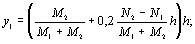 y₁ = ( M₂ / (M₁ + M₂) + 0,2 (N₂ − N₁) / (M₁ + M₂) h ) h;